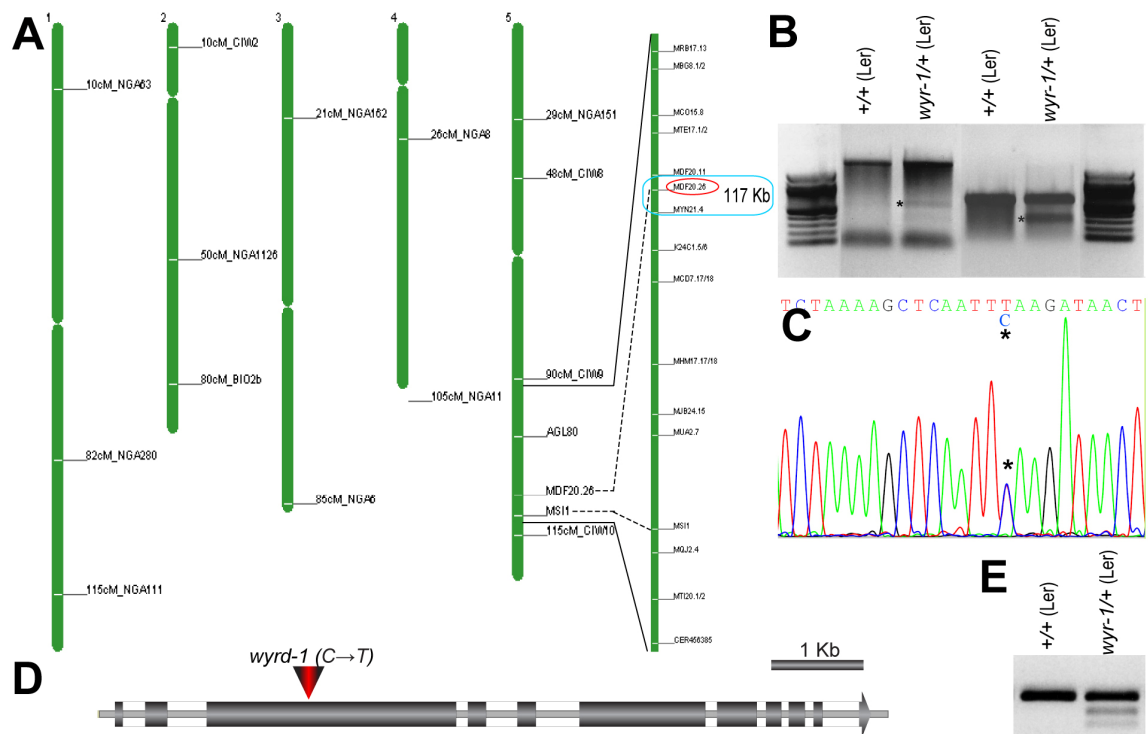 A
1
2
3
4
5
10cM_NGA63
82cM_NGA280
115cM_NGA111
10cM_CIW2
50cM_NGA1126
80cM_BIO2b
21cM_NGA162
85cM_NGA6
26cM_NGA8
105cM_NGA11
29cM_NGA151
48cM_CIW8
90cM_CIW9
AGL80
MDF20.26
MSI1
115cM_CIW10
MRB17.13
MBG8.1/2
MCO15.8
MTE17.1/2
MDF20.11
MDF20.26
117 Kb
MYN21.4
K24C1.5/6
MCD7.17/18
MHM17.17/18
MJB24.15
MUA2.7
MSI1
MQJ2.4
MTI20.1/2
CER456385
B
+/+ (Ler)
wyr-1/+ (Ler)
+/+ (Ler)
wyr-1/+ (Ler)
*
*
C
TCTAAAAGCTCAATTTAAGATAACT
C
*
*
D
wyrd-1 (C→T)
1 Kb
E
+/+ (Ler)
wyr-1/+ (Ler)